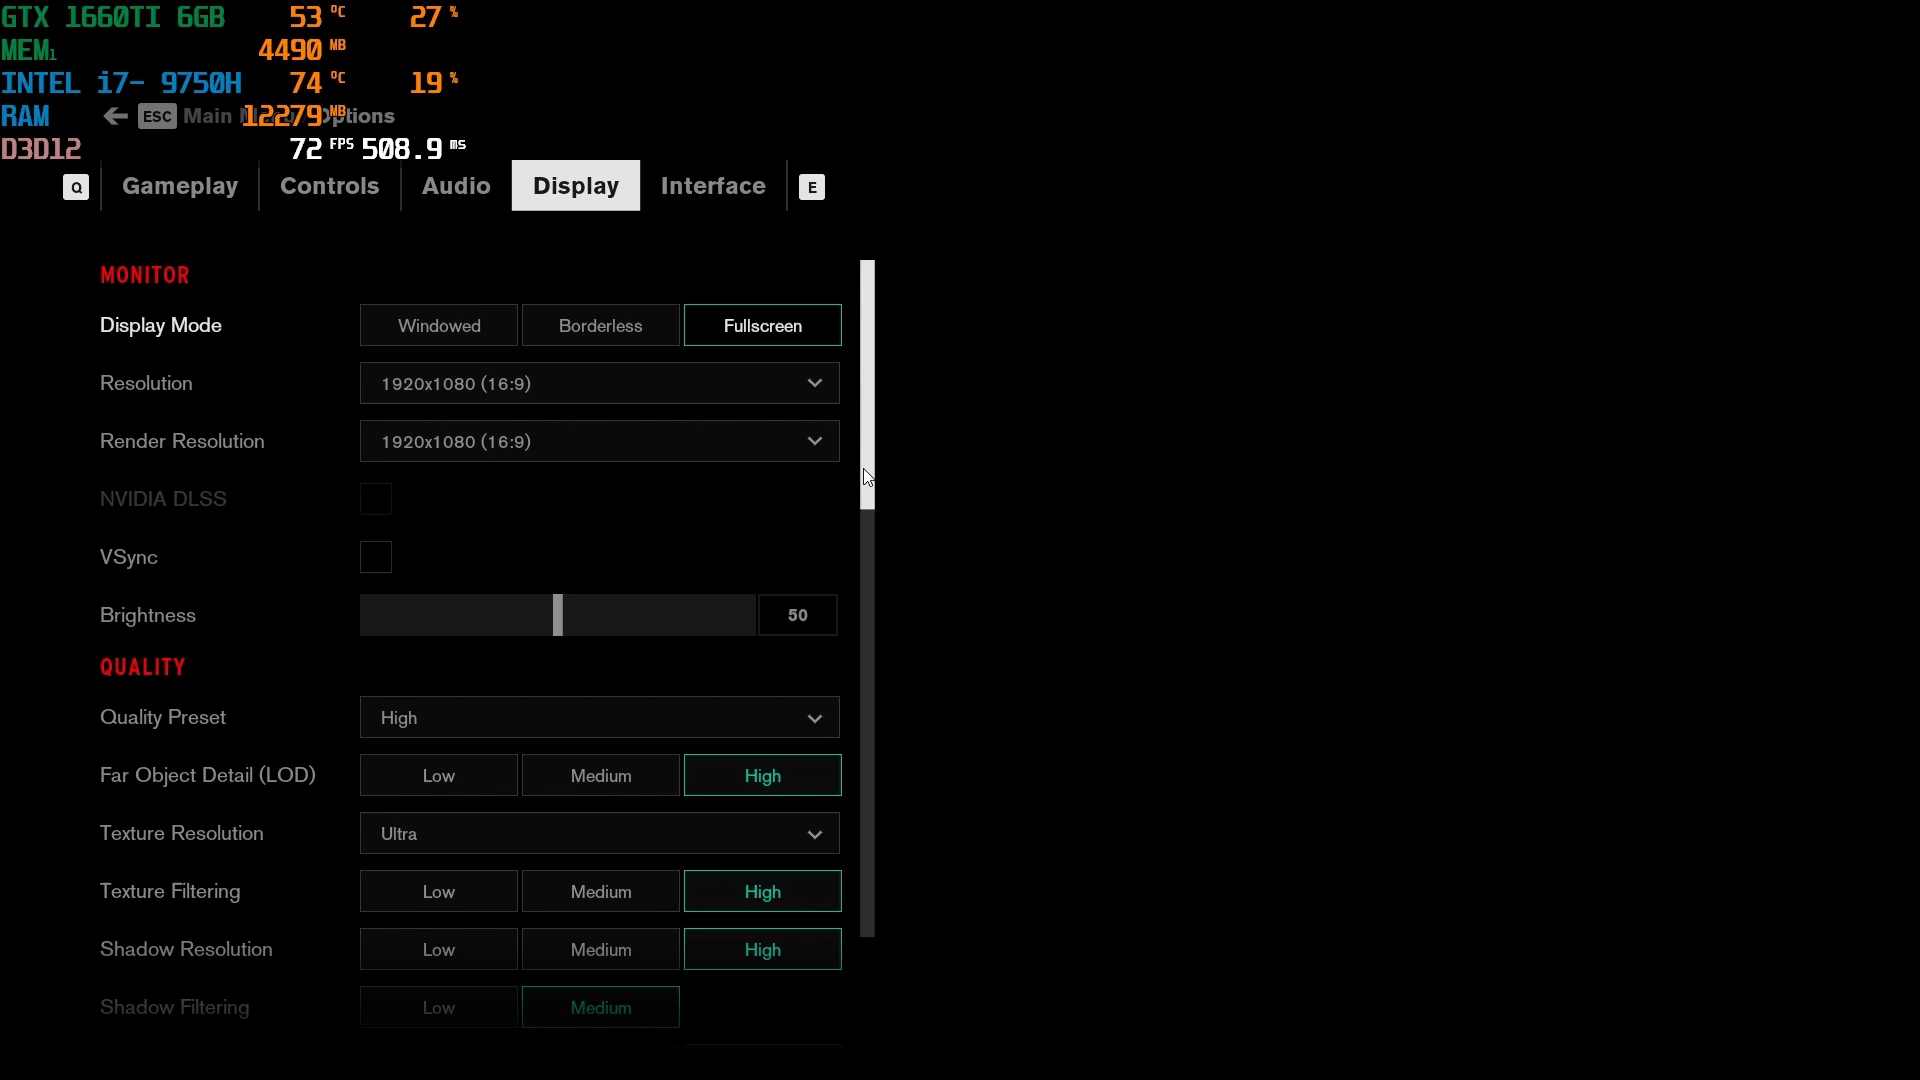 GTX 1660TI 6GB 53 °C 27 %
MEM1 4490 MB
INTEL i7- 9750H 74 °C 19 %
RAM 12279 MB
ESC Main Options
D3D12 72 FPS 508.9 ms
Q Gameplay Controls Audio Display Interface E
MONITOR
Display Mode Windowed Borderless Fullscreen
Resolution 1920x1080 (16:9)
Render Resolution 1920x1080 (16:9)
NVIDIA DLSS
VSync
Brightness 50
QUALITY
Quality Preset High
Far Object Detail (LOD) Low Medium High
Texture Resolution Ultra
Texture Filtering Low Medium High
Shadow Resolution Low Medium High
Shadow Filtering Low Medium